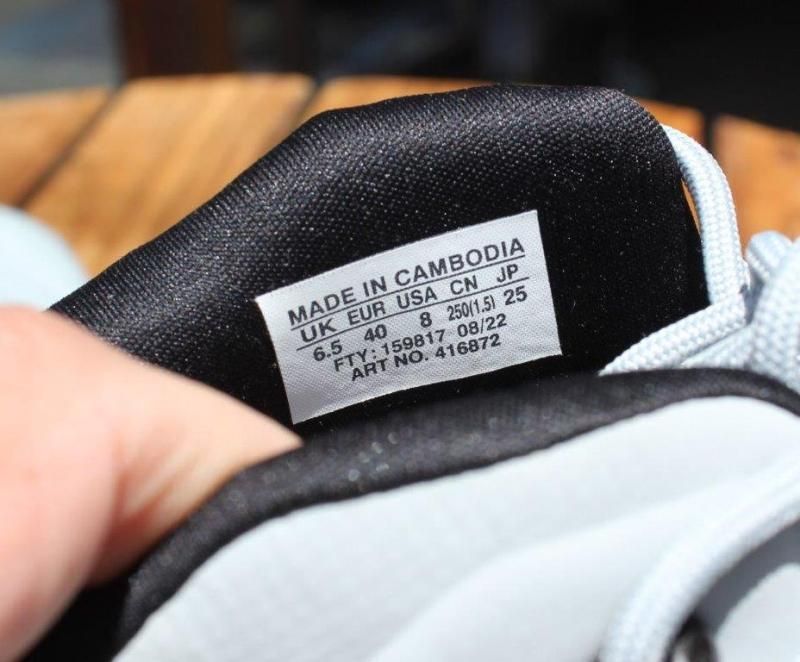 MADE IN CAMBODIA
UK EUR USA CN JP
6.5 40 8 250(1.5) 25
FTY: 159817 08/22
ART NO. 416872